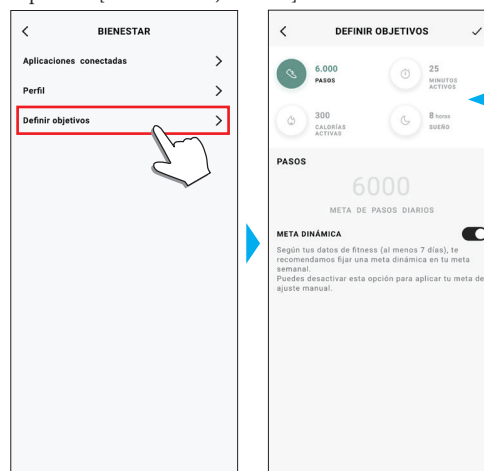 BIENESTAR
Aplicaciones conectadas
Perfil
Definir objetivos
DEFINIR OBJETIVOS
6.000
PASOS
25
MINUTOS
ACTIVOS
300
CALORÍAS
ACTIVAS
8 horas
SUEÑO
PASOS
6000
META DE PASOS DIARIOS
META DINÁMICA
Según tus datos de fitness (al menos 7 días), te
recomendamos fijar una meta dinámica en tu meta
semanal.
Puedes desactivar esta opción para aplicar tu meta de
ajuste manual.